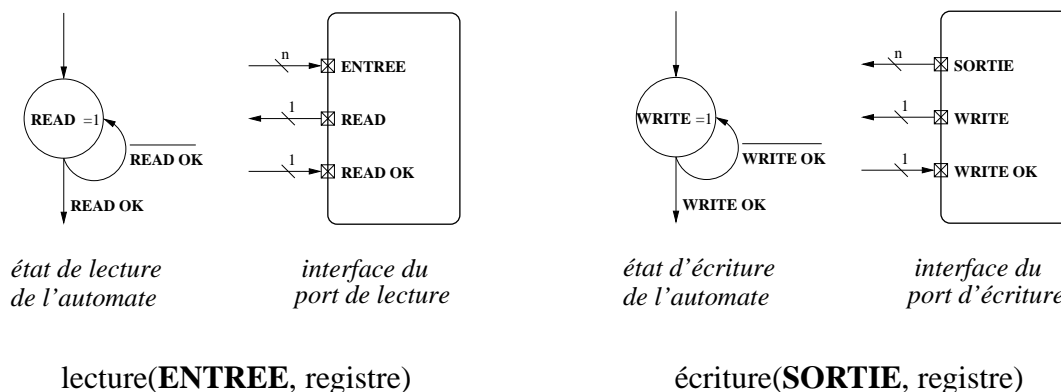 n
ENTREE
READ =1
1
READ
READ OK
1
READ OK
READ OK
état de lecture
de l'automate
interface du
port de lecture
lecture(ENTREE, registre)
n
SORTIE
WRITE =1
1
WRITE
WRITE OK
1
WRITE OK
WRITE OK
état d'écriture
de l'automate
interface du
port d'écriture
écriture(SORTIE, registre)